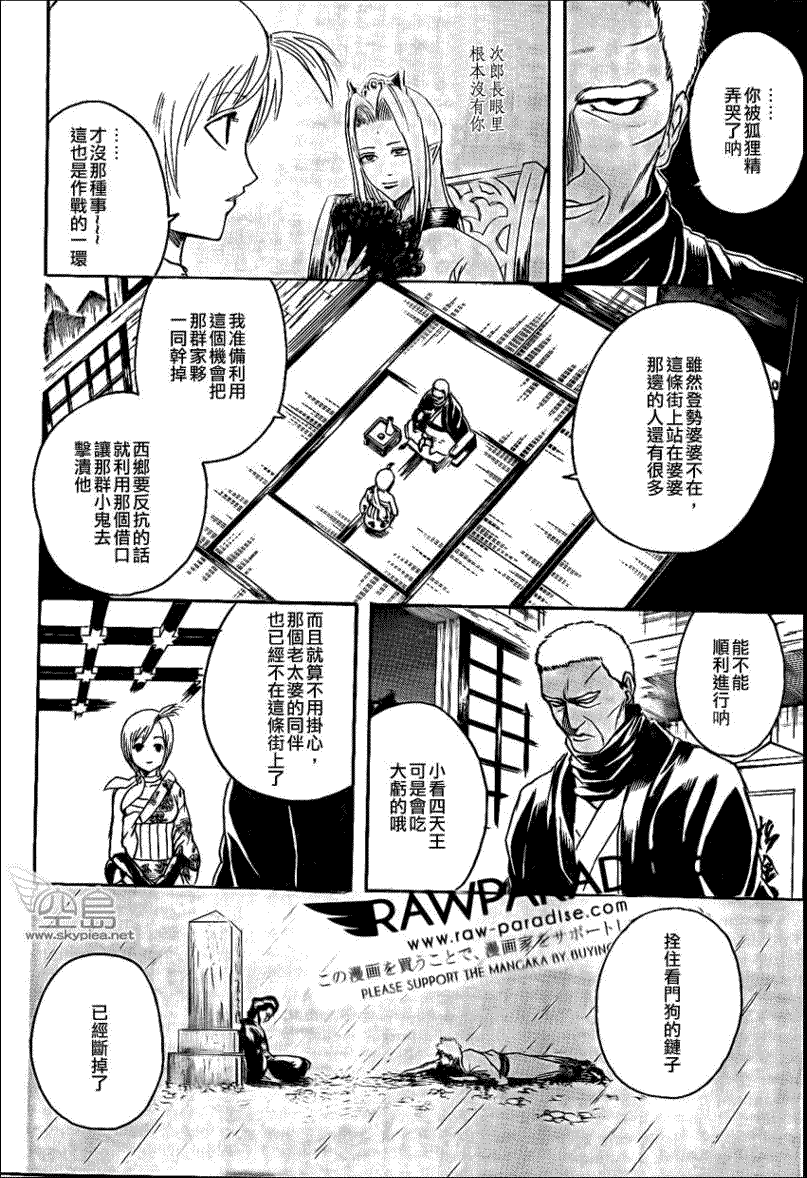 ……
你被狐狸精
弄哭了呐
次郎長眼里
根本沒有你
……
才沒那種事~~
這也是作戰的一環
雖然登勢婆婆不在，
這條街上站在婆婆
那邊的人還有很多
我准備利用
這個機會把
那群家夥
一同幹掉
西鄉要反抗的話
就利用那個借口
讓那群小鬼去
擊潰他
能不能
順利進行呐
小看四天王
可是會吃
大虧的哦
而且就算不用掛心，
那個老太婆的同伴
也已經不在這條街上了
拴住看門狗的鏈子
已經斷掉了
空島
www.skypiea.net
RAWPARAD
www.raw-paradise.com
この漫画を買うことで、漫画家をサポート!
PLEASE SUPPORT THE MANGAKA BY BUYING